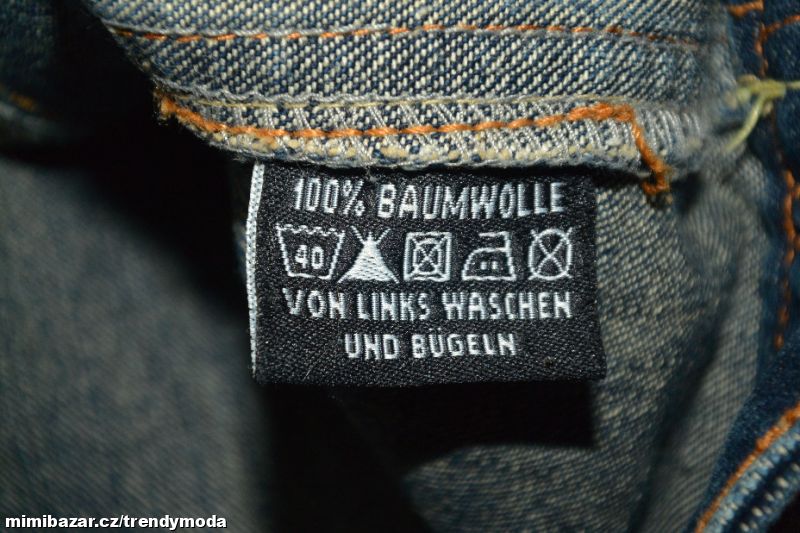 100% BAUMWOLLE
40
VON LINKS WASCHEN
UND BÜGELN
mimibazar.cz/trendymoda